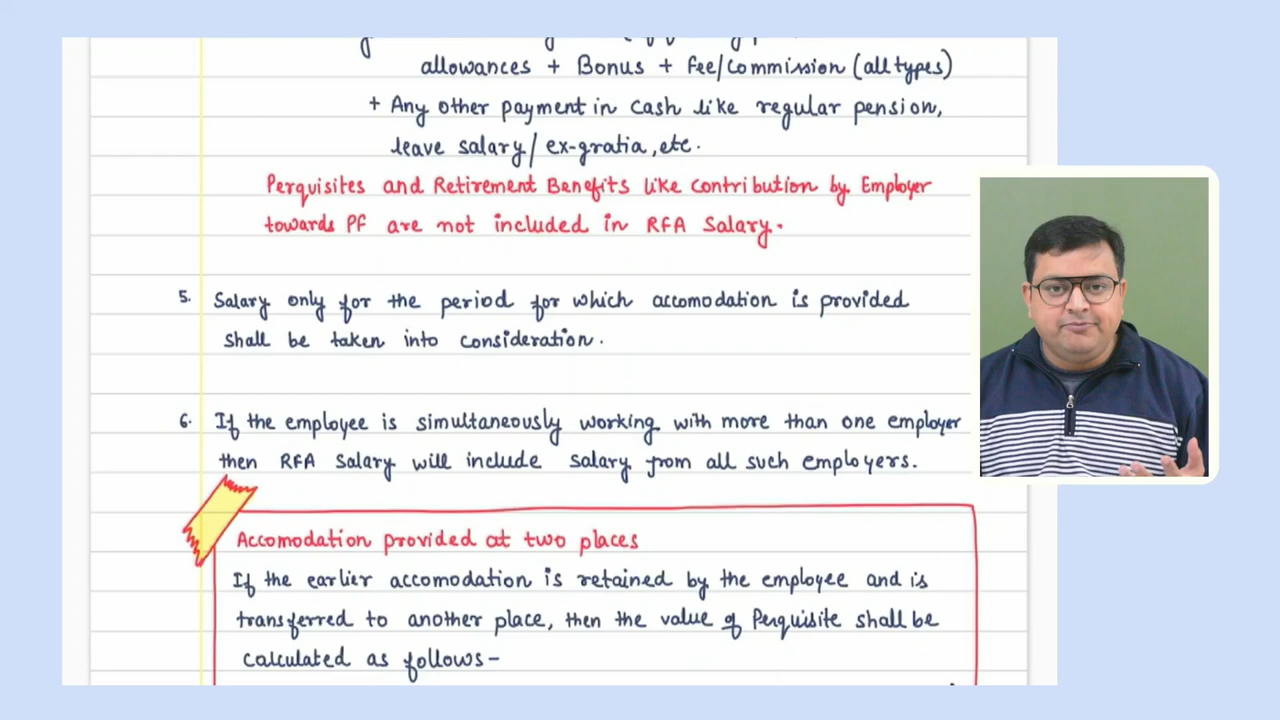 allowances + Bonus + Fee/Commission (all types)
+ Any other payment in cash like regular pension,
leave salary/ ex-gratia, etc.
Perquisites and Retirement Benefits like contribution by Employer
towards PF are not included in RFA Salary.
5. Salary only for the period for which accomodation is provided
shall be taken into consideration.
6. If the employee is simultaneously working with more than one employer
then RFA Salary will include salary from all such employers.
Accomodation provided at two places
If the earlier accomodation is retained by the employee and is
transferred to another place, then the value of Perquisite shall be
calculated as follows-